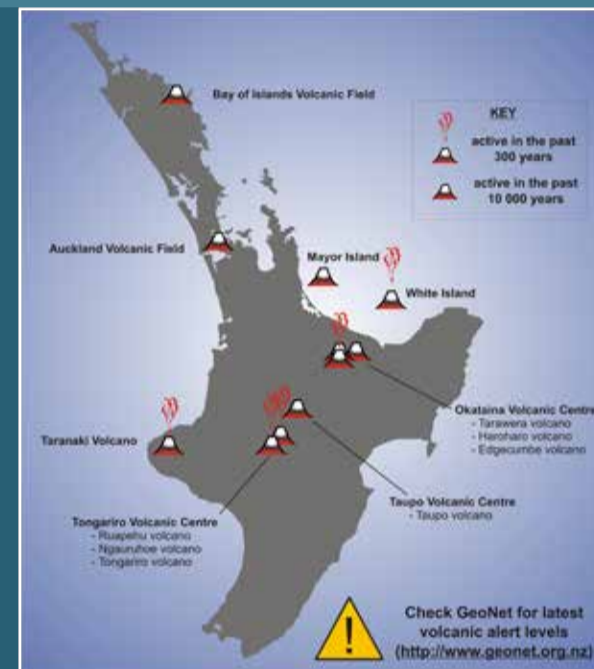 Bay of Islands Volcanic Field
KEY
active in the past
300 years
active in the past
10 000 years
Auckland Volcanic Field
Mayor Island
White Island
Okataina Volcanic Centre
- Tarawera volcano
- Haroharo volcano
- Edgecumbe volcano
Taranaki Volcano
Taupo Volcanic Centre
- Taupo volcano
Tongariro Volcanic Centre
- Ruapehu volcano
- Ngauruhoe volcano
- Tongariro volcano
!
Check GeoNet for latest
volcanic alert levels
(http://www.geonet.org.nz)